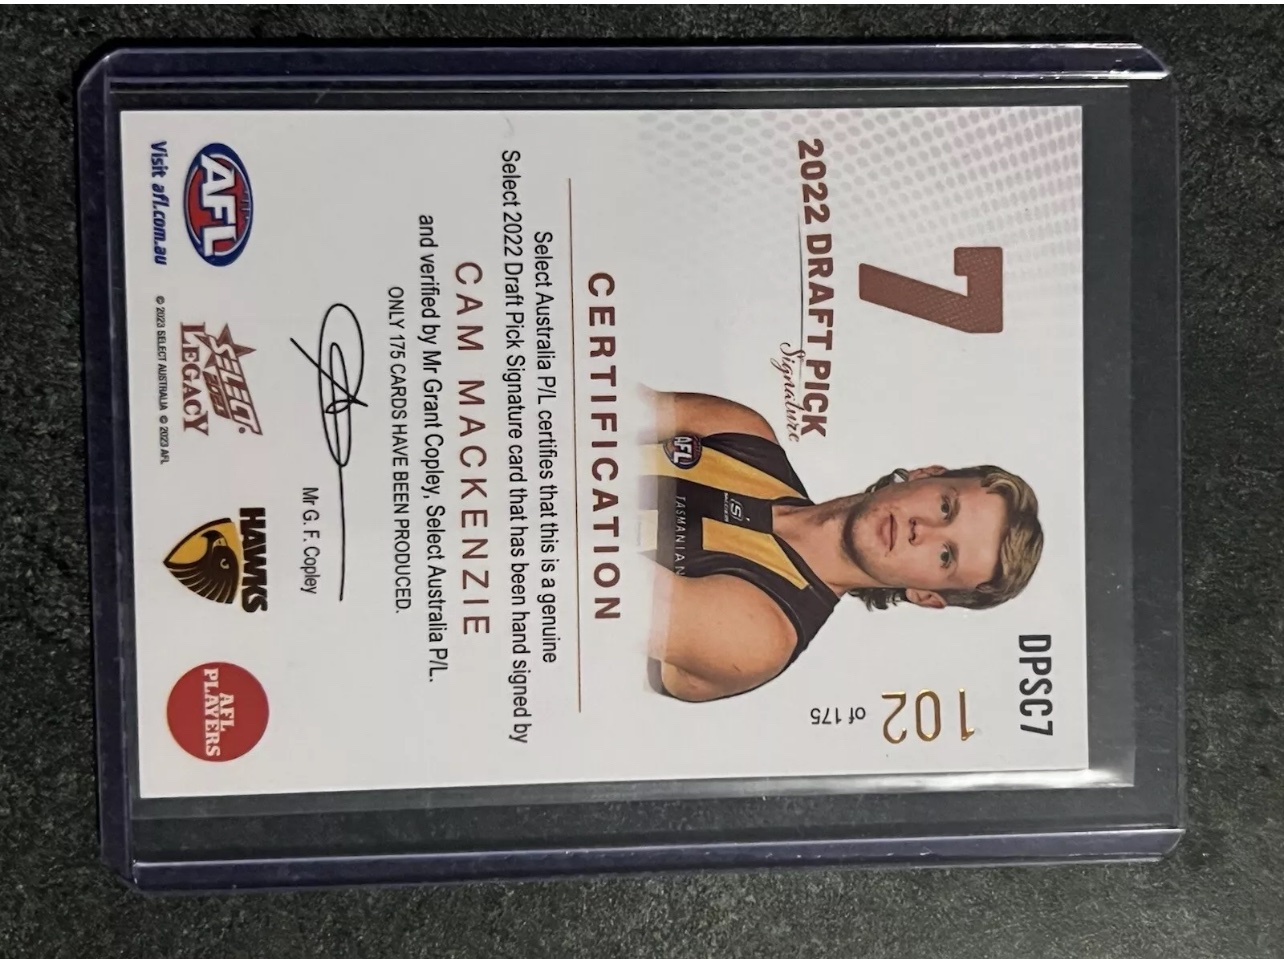 DPSC7
102
of 175
7
2022 DRAFT PICK
Signature
AFL
TASMANIAN
CERTIFICATION
Select Australia P/L certifies that this is a genuine
Select 2022 Draft Pick Signature card that has been hand signed by
CAM MACKENZIE
and verified by Mr Grant Copley, Select Australia P/L.
ONLY 175 CARDS HAVE BEEN PRODUCED.
Mr G. F. Copley
AFL
Visit afl.com.au
SELECT
2023
LEGACY
© 2023 SELECT AUSTRALIA © 2023 AFL
HAWKS
AFL
PLAYERS